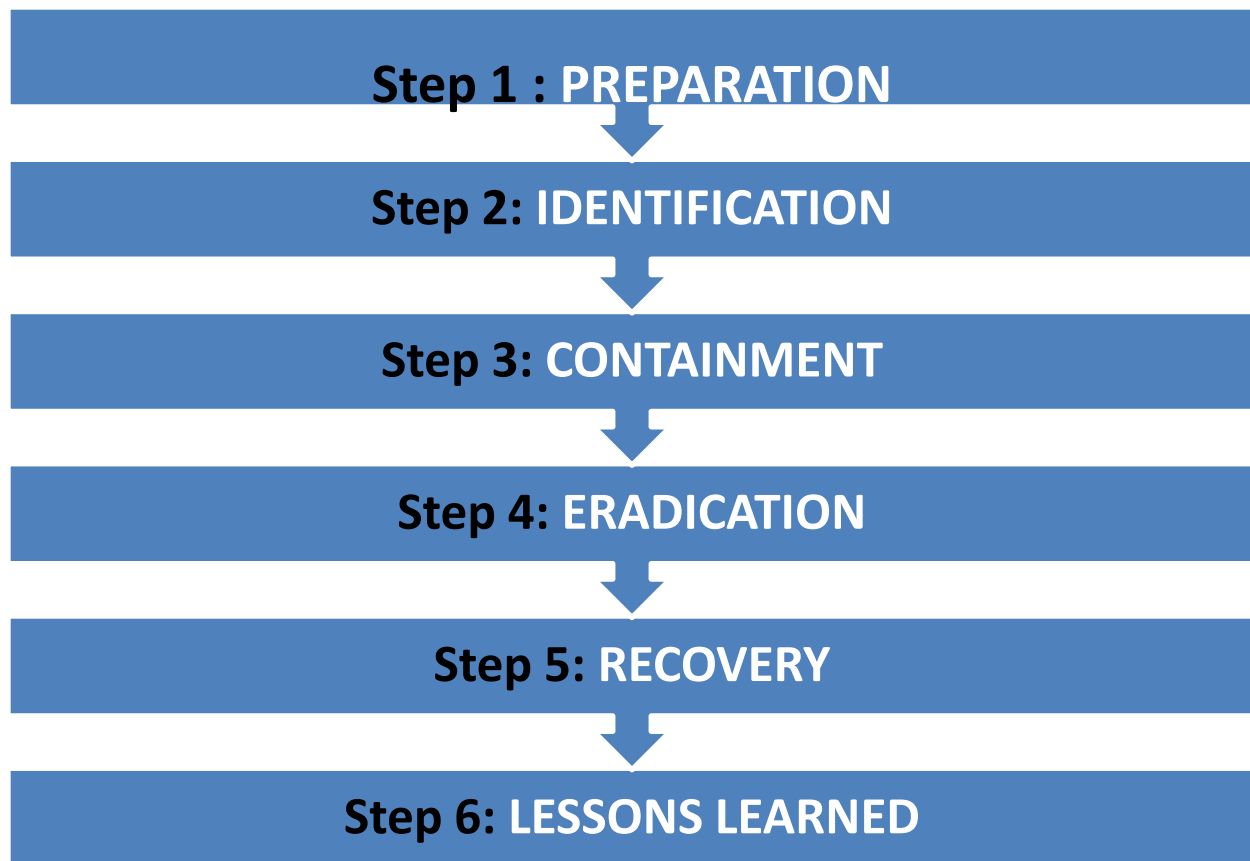 Step 1 : PREPARATION
Step 2: IDENTIFICATION
Step 3: CONTAINMENT
Step 4: ERADICATION
Step 5: RECOVERY
Step 6: LESSONS LEARNED